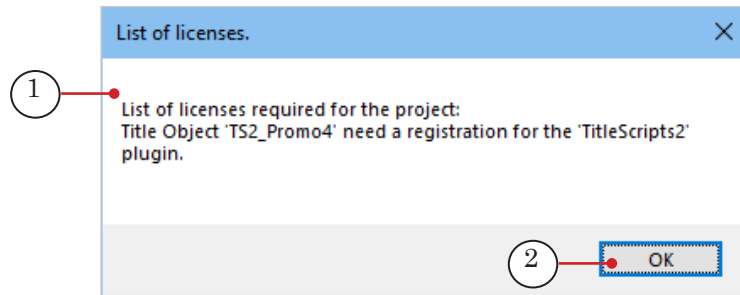 List of licenses.
1
List of licenses required for the project:
Title Object 'TS2_Promo4' need a registration for the 'TitleScripts2'
plugin.
2
OK